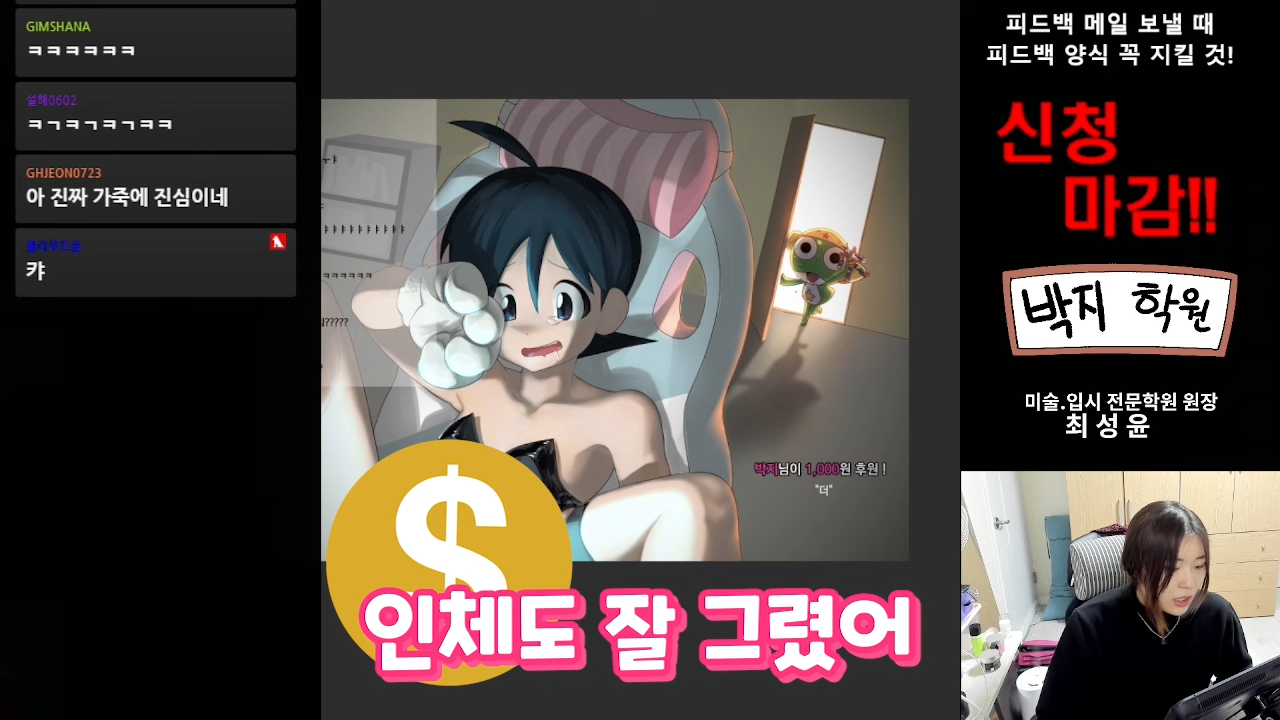 GIMSHANA
ㅋㅋㅋㅋㅋㅋ
설해0602
ㅋㄱㅋㄱㅋㄱㅋㅋ
GHJEON0723
아 진짜 가죽에 진심이네
캬
ㅋㅋㅋㅋㅋㅋ
?????
박지님이 1,000원 후원 !
"더"
$
인체도 잘 그렸어
피드백 메일 보낼 때
피드백 양식 꼭 지킬 것!
신청
마감!!
박지 학원
미술.입시 전문학원 원장
최성윤